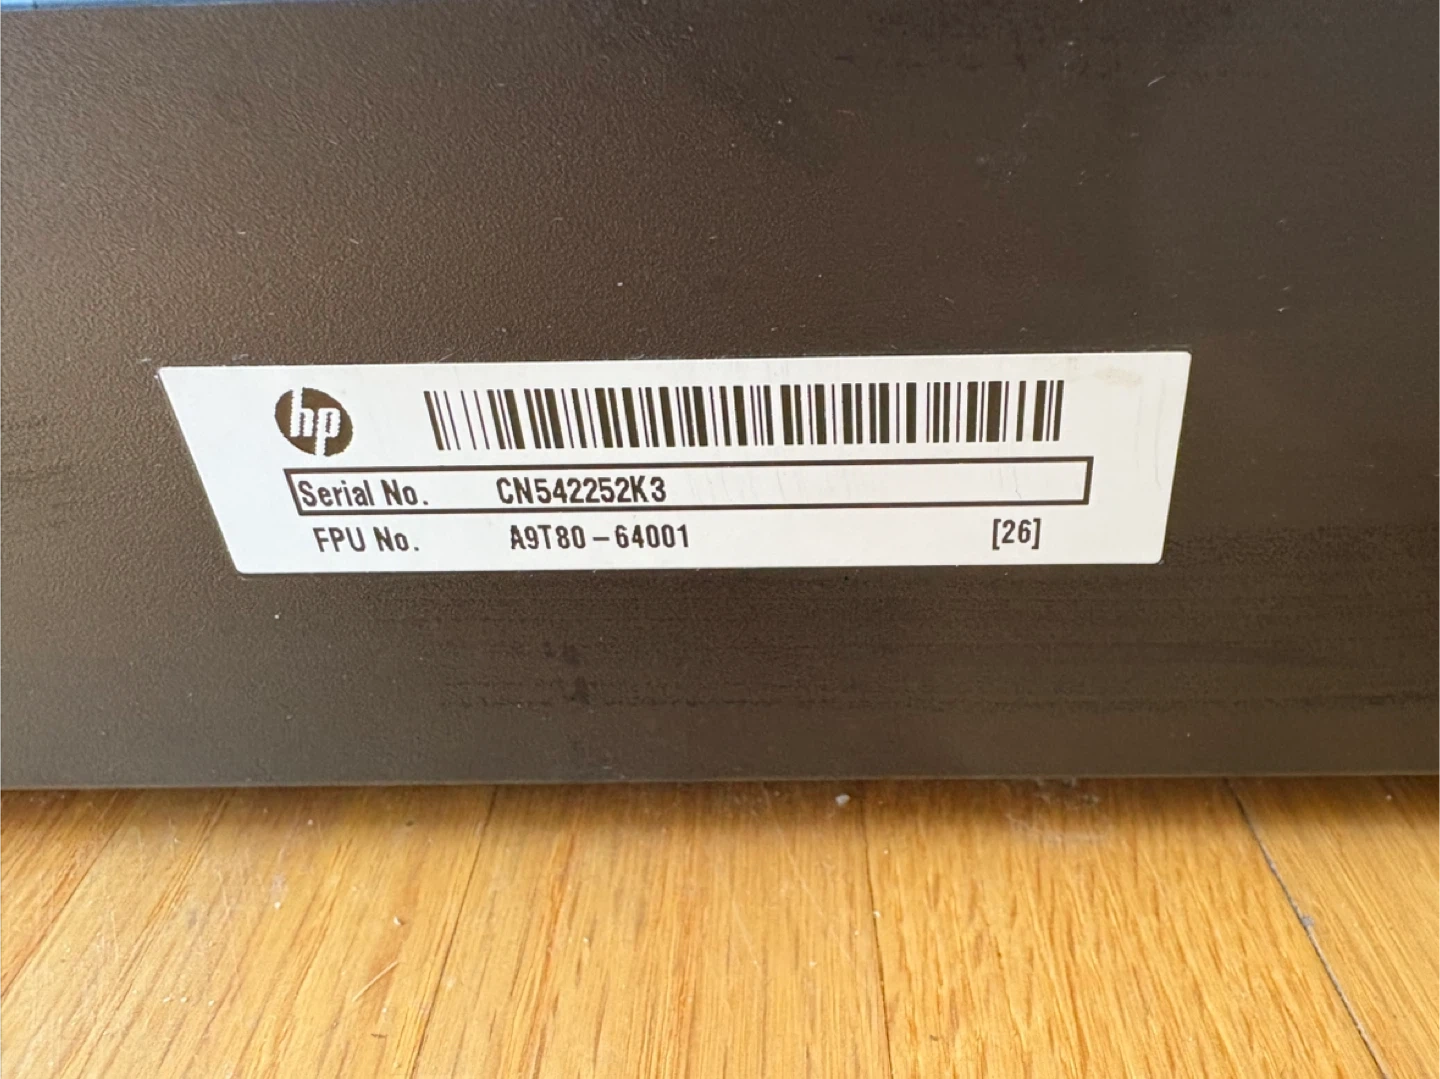 hp
Serial No. CN542252K3
FPU No. A9T80-64001 [26]